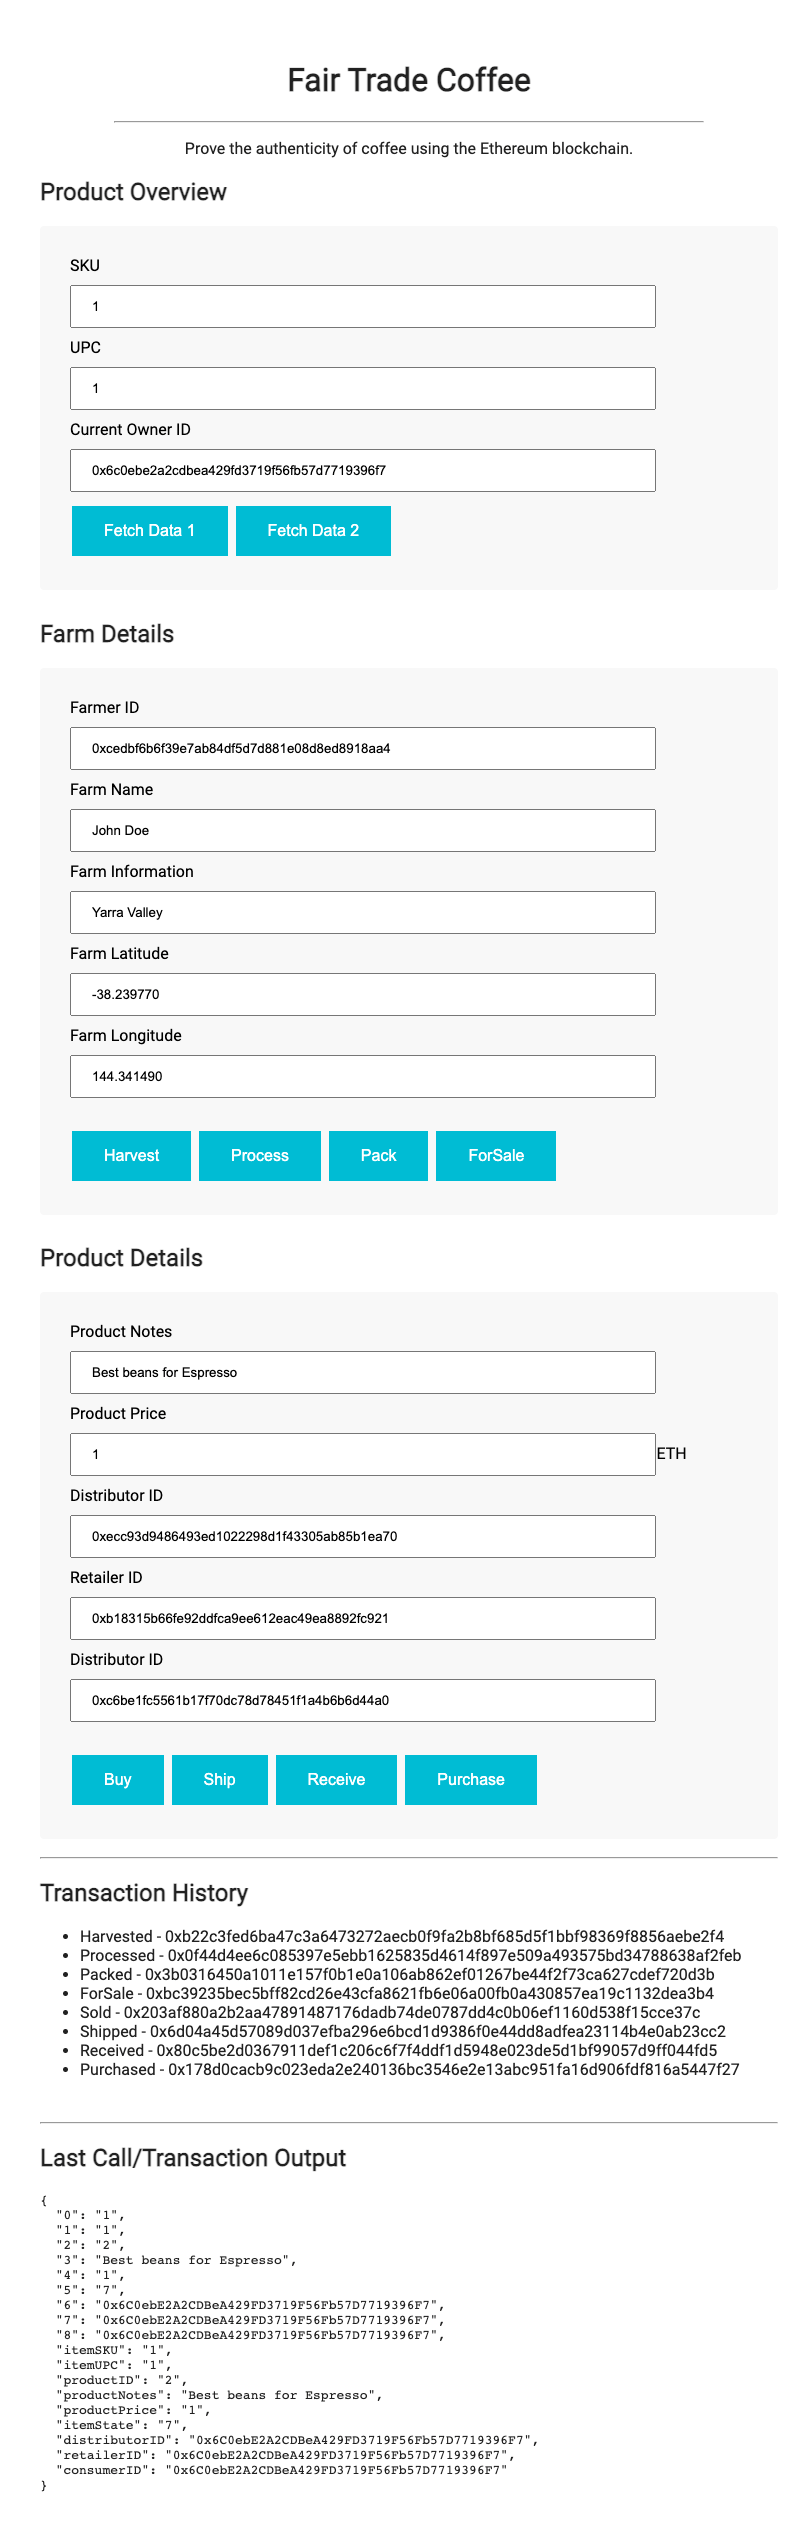 Fair Trade Coffee
Prove the authenticity of coffee using the Ethereum blockchain.
Product Overview
SKU
1
UPC
1
Current Owner ID
0x6c0ebe2a2cdbea429fd3719f56fb57d7719396f7
Fetch Data 1 Fetch Data 2
Farm Details
Farmer ID
0xcedbf6b6f39e7ab84df5d7d881e08d8ed8918aa4
Farm Name
John Doe
Farm Information
Yarra Valley
Farm Latitude
-38.239770
Farm Longitude
144.341490
Harvest Process Pack ForSale
Product Details
Product Notes
Best beans for Espresso
Product Price
1 ETH
Distributor ID
0xecc93d9486493ed1022298d1f43305ab85b1ea70
Retailer ID
0xb18315b66fe92ddfca9ee612eac49ea8892fc921
Distributor ID
0xc6be1fc5561b17f70dc78d78451f1a4b6b6d44a0
Buy Ship Receive Purchase
Transaction History
• Harvested - 0xb22c3fed6ba47c3a6473272aecb0f9fa2b8bf685d5f1bbf98369f8856aebe2f4
• Processed - 0x0f44d4ee6c085397e5ebb1625835d4614f897e509a493575bd34788638af2feb
• Packed - 0x3b0316450a1011e157f0b1e0a106ab862ef01267be44f2f73ca627cdef720d3b
• ForSale - 0xbc39235bec5bff82cd26e43cfa8621fb6e06a00fb0a430857ea19c1132dea3b4
• Sold - 0x203af880a2b2aa47891487176dadb74de0787dd4c0b06ef1160d538f15cce37c
• Shipped - 0x6d04a45d57089d037efba296e6bcd1d9386f0e44dd8adfea23114b4e0ab23cc2
• Received - 0x80c5be2d0367911def1c206c6f7f4ddf1d5948e023de5d1bf99057d9ff044fd5
• Purchased - 0x178d0cacb9c023eda2e240136bc3546e2e13abc951fa16d906fdf816a5447f27
Last Call/Transaction Output
{
"0": "1",
"1": "1",
"2": "2",
"3": "Best beans for Espresso",
"4": "1",
"5": "7",
"6": "0x6C0ebE2A2CDBeA429FD3719F56Fb57D7719396F7",
"7": "0x6C0ebE2A2CDBeA429FD3719F56Fb57D7719396F7",
"8": "0x6C0ebE2A2CDBeA429FD3719F56Fb57D7719396F7",
"itemSKU": "1",
"itemUPC": "1",
"productID": "2",
"productNotes": "Best beans for Espresso",
"productPrice": "1",
"itemState": "7",
"distributorID": "0x6C0ebE2A2CDBeA429FD3719F56Fb57D7719396F7",
"retailerID": "0x6C0ebE2A2CDBeA429FD3719F56Fb57D7719396F7",
"consumerID": "0x6C0ebE2A2CDBeA429FD3719F56Fb57D7719396F7"
}